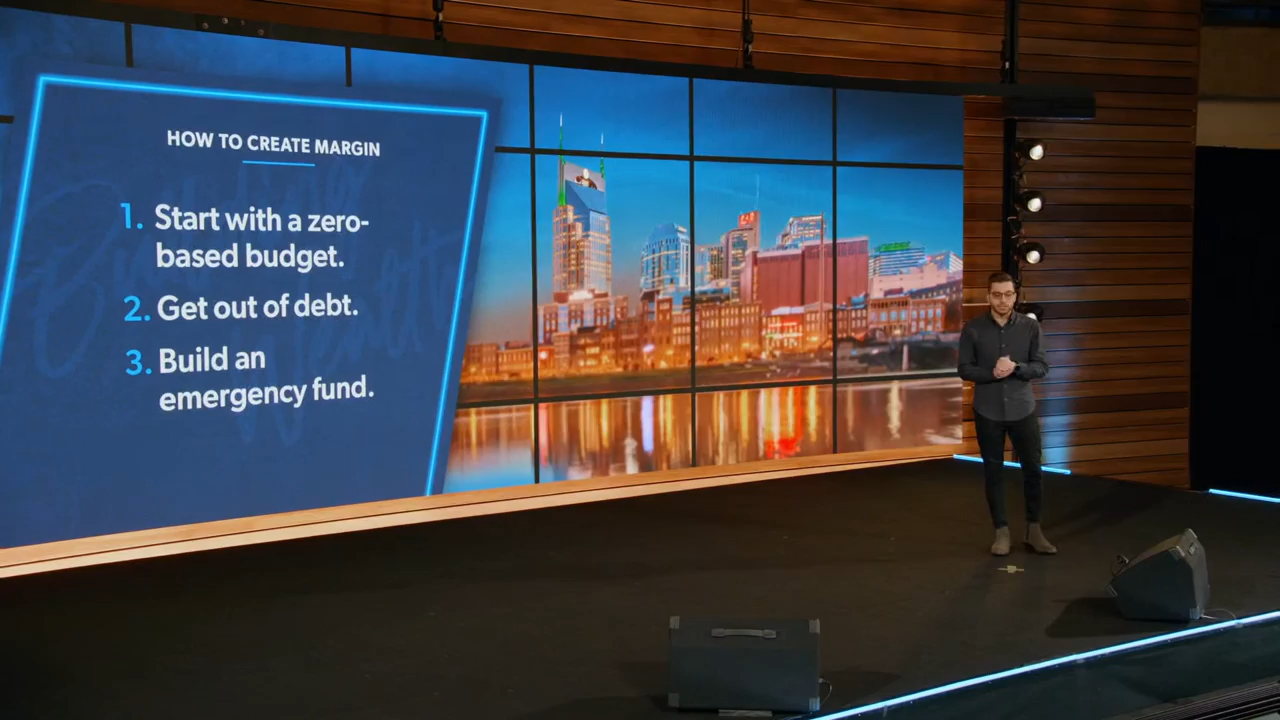 HOW TO CREATE MARGIN
1. Start with a zero-
based budget.
2. Get out of debt.
3. Build an
emergency fund.